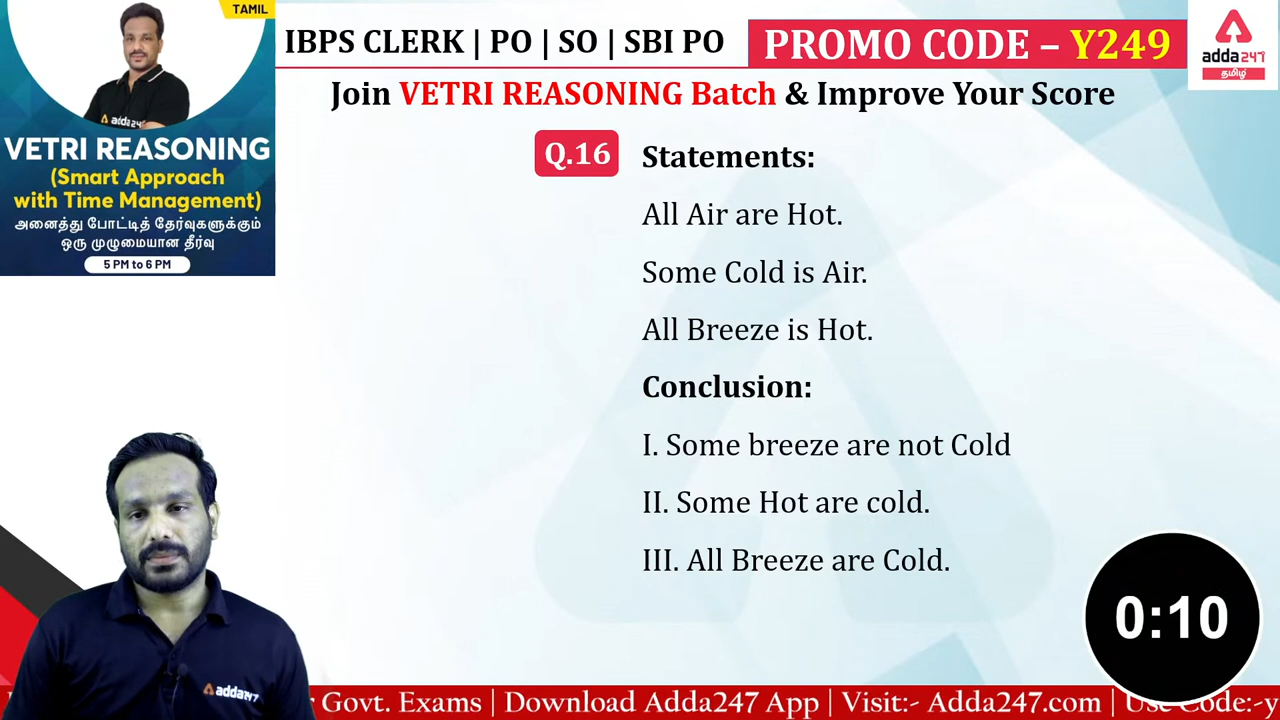 TAMIL
IBPS CLERK | PO | SO | SBI PO
PROMO CODE – Y249
adda247
தமிழ்
Join VETRI REASONING Batch & Improve Your Score
adda247
VETRI REASONING
(Smart Approach
with Time Management)
அனைத்து போட்டித் தேர்வுகளுக்கும்
ஒரு முழுமையான தீர்வு
5 PM to 6 PM
Q.16 Statements:
All Air are Hot.
Some Cold is Air.
All Breeze is Hot.
Conclusion:
I. Some breeze are not Cold
II. Some Hot are cold.
III. All Breeze are Cold.
0:10
adda247
Govt. Exams | Download Adda247 App | Visit:- Adda247.com | Use Code:-y